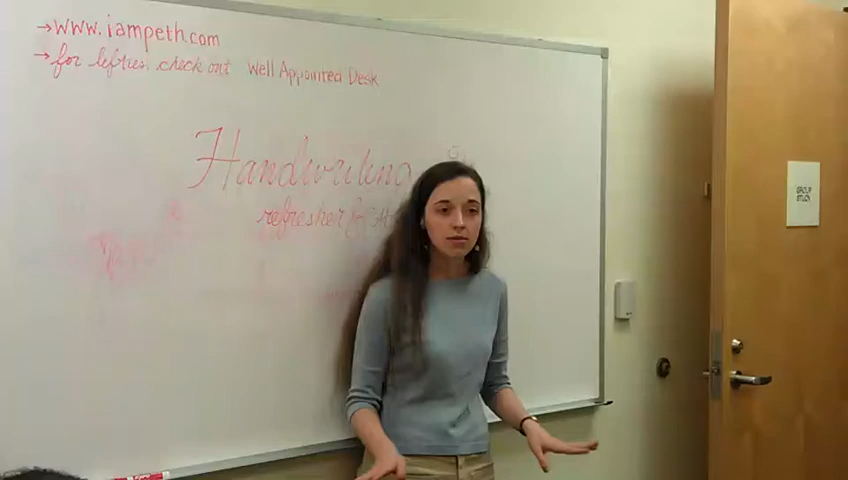 →www.iampeth.com
→for lefties, check out Well Appointed Desk
Handwriting
refresher
GROUP
STUDY